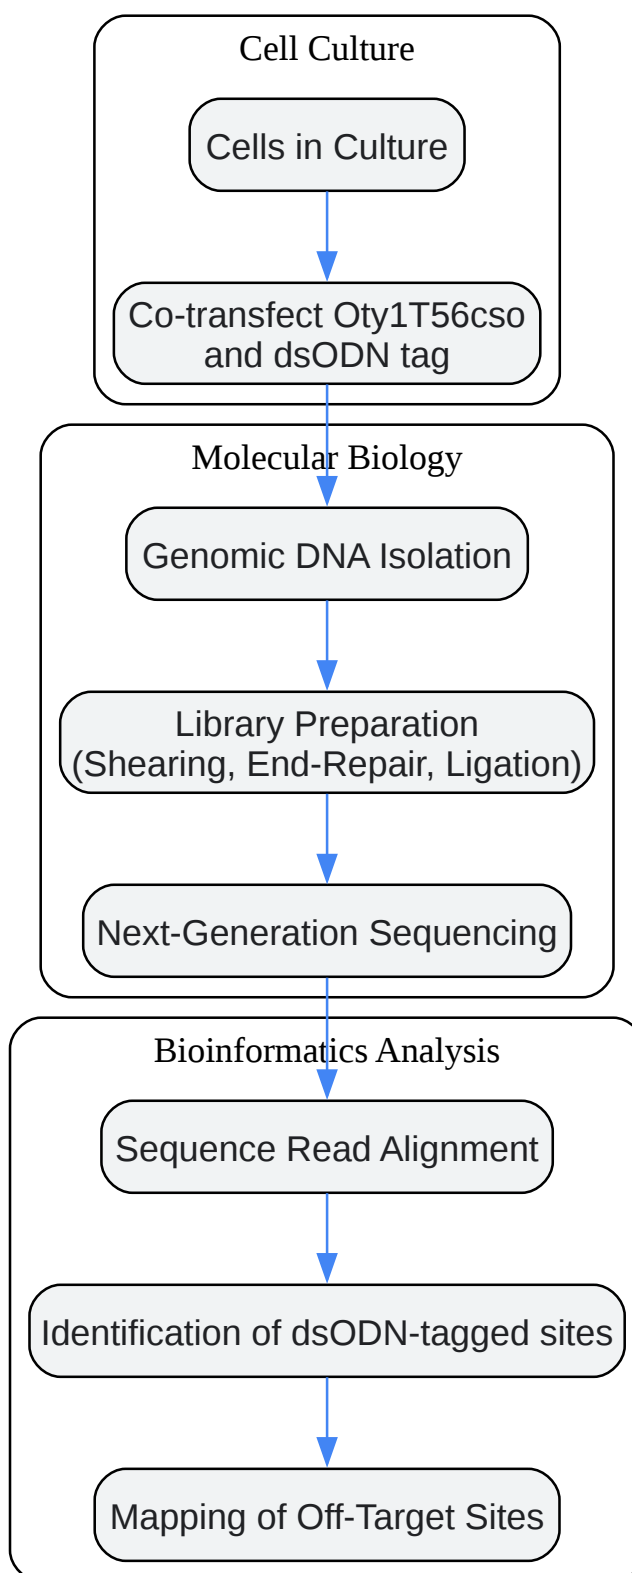 Cell Culture
Cells in Culture
Co-transfect Oty1T56cso
and dsODN tag
Molecular Biology
Genomic DNA Isolation
Library Preparation
(Shearing, End-Repair, Ligation)
Next-Generation Sequencing
Bioinformatics Analysis
Sequence Read Alignment
Identification of dsODN-tagged sites
Mapping of Off-Target Sites